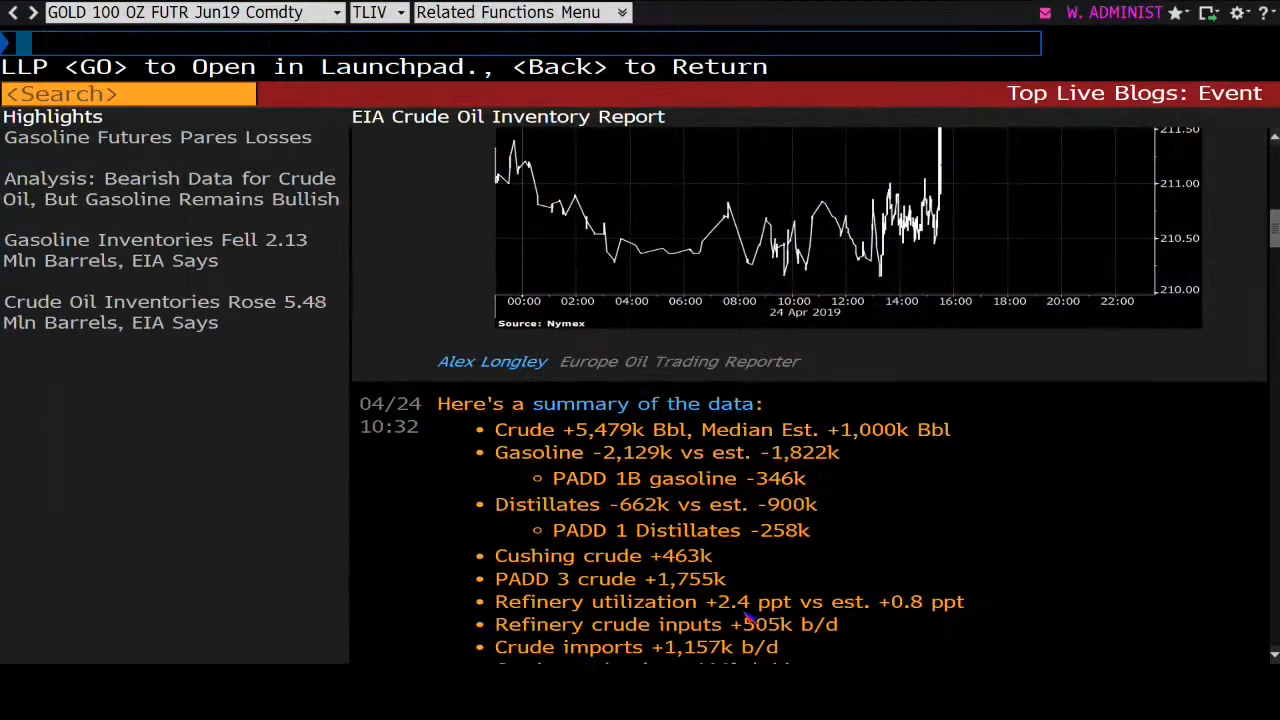 GOLD 100 OZ FUTR Jun19 Comdty
TLIV
Related Functions Menu
W. ADMINIST
?
LLP <GO> to Open in Launchpad., <Back> to Return
<Search>
Top Live Blogs: Event
Highlights
Gasoline Futures Pares Losses
Analysis: Bearish Data for Crude
Oil, But Gasoline Remains Bullish
Gasoline Inventories Fell 2.13
Mln Barrels, EIA Says
Crude Oil Inventories Rose 5.48
Mln Barrels, EIA Says
EIA Crude Oil Inventory Report
211.50
211.00
210.50
210.00
00:00 02:00 04:00 06:00 08:00 10:00 12:00 14:00 16:00 18:00 20:00 22:00
24 Apr 2019
Source: Nymex
Alex Longley Europe Oil Trading Reporter
04/24
10:32
Here's a summary of the data:
• Crude +5,479k Bbl, Median Est. +1,000k Bbl
• Gasoline -2,129k vs est. -1,822k
◦ PADD 1B gasoline -346k
• Distillates -662k vs est. -900k
◦ PADD 1 Distillates -258k
• Cushing crude +463k
• PADD 3 crude +1,755k
• Refinery utilization +2.4 ppt vs est. +0.8 ppt
• Refinery crude inputs +505k b/d
• Crude imports +1,157k b/d